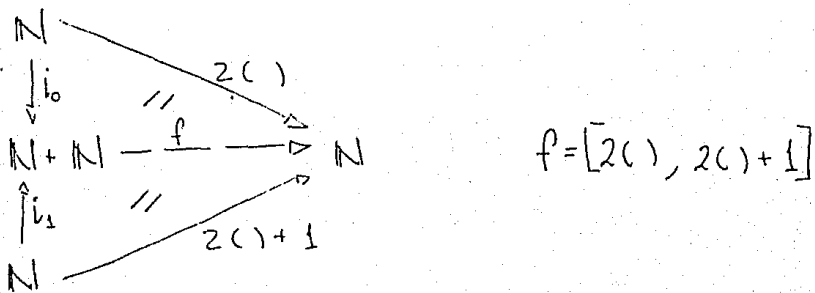 ℕ
2( )
i₀
//
ℕ + ℕ f ℕ
f = [2( ), 2( ) + 1]
//
i₁
2( ) + 1
ℕ